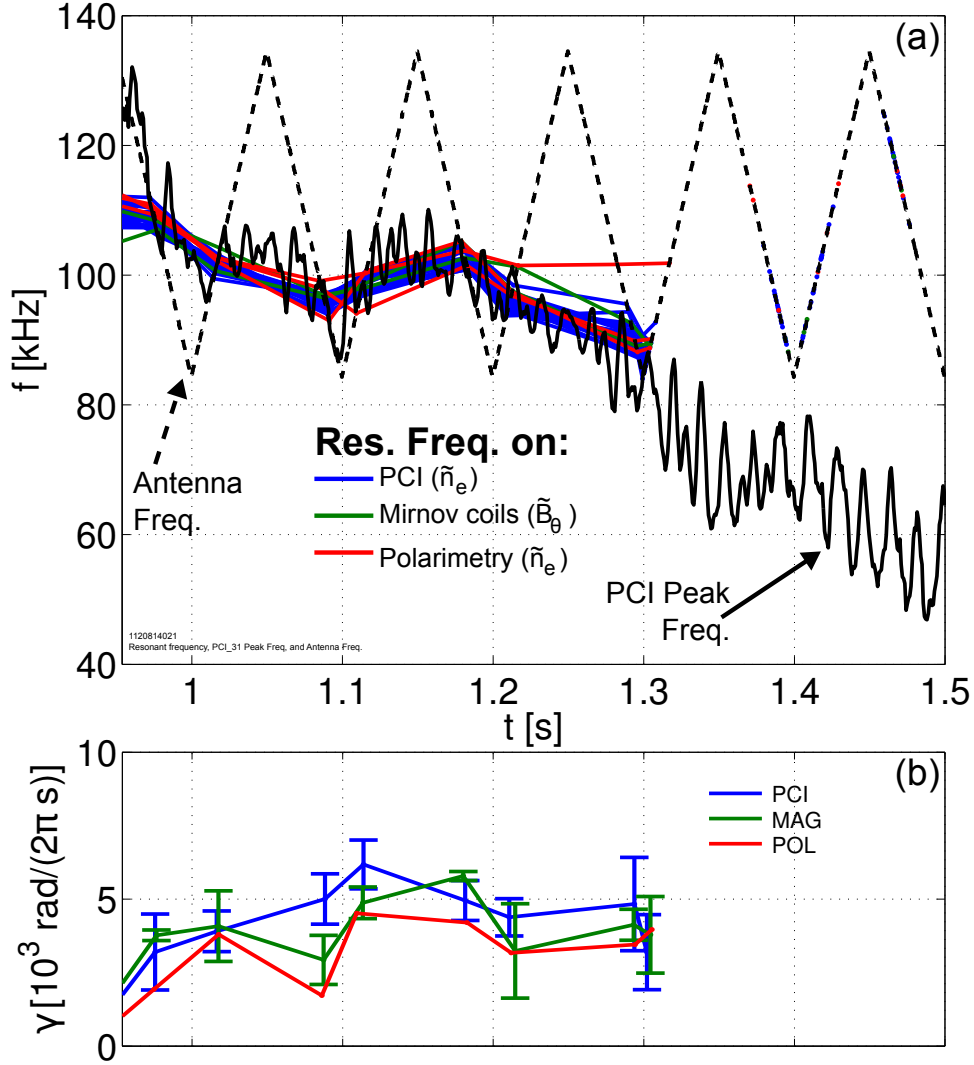 (a)
140
120
100
80
60
40
f [kHz]
Antenna
Freq.
Res. Freq. on:
PCI (ñₑ)
Mirnov coils (B̃_θ)
Polarimetry (ñₑ)
PCI Peak
Freq.
1120814021
Resonant frequency, PCI_31 Peak Freq, and Antenna Freq.
1 1.1 1.2 1.3 1.4 1.5
t [s]
(b)
10
5
0
γ [10³ rad/(2π s)]
PCI
MAG
POL